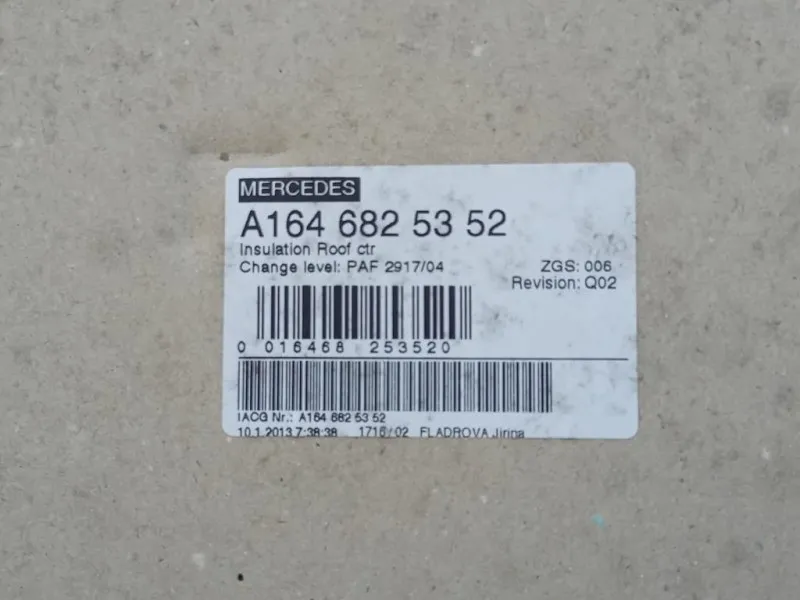 MERCEDES
A164 682 53 52
Insulation Roof ctr
Change level: PAF 2917/04 ZGS: 006
Revision: Q02
0 016468 253520
IACG Nr.: A164 682 53 52
10.1.2013 7:38:38 1716/02 FLADROVA Jirina